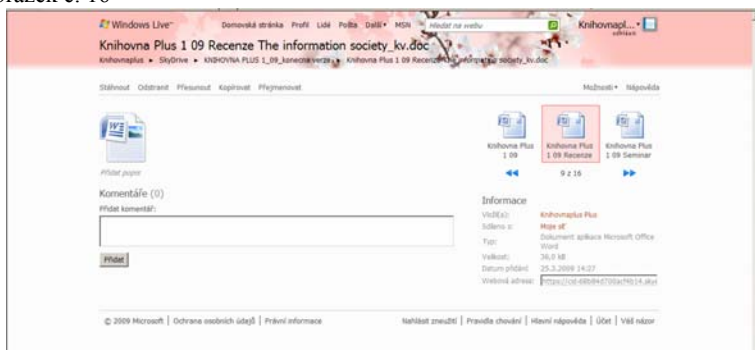 Windows Live™ Domovská stránka Profil Lidé Pošta Další MSN Hledat na webu Knihovnapl...
odhlásit
Knihovna Plus 1 09 Recenze The information society_kv.doc
Knihovnaplus ▸ SkyDrive ▸ KNIHOVNA PLUS 1_09_konecna verze ▸ Knihovna Plus 1 09 Recenze The information society_kv.doc
Stáhnout Odstranit Přesunout Kopírovat Přejmenovat Možnosti Nápověda
Knihovna Plus 1 09
Knihovna Plus 1 09 Recenze
Knihovna Plus 1 09 Seminar
9 z 16
Přidat popis
Komentáře (0)
Přidat komentář:
Přidat
Informace
Vložil(a): Knihovnaplus Plus
Sdíleno s: Moje síť
Typ: Dokument aplikace Microsoft Office Word
Velikost: 36,0 kB
Datum přidání: 25.3.2009 14:27
Webová adresa:
© 2009 Microsoft | Ochrana osobních údajů | Právní informace Nahlásit zneužití | Pravidla chování | Hlavní nápověda | Účet | Váš názor